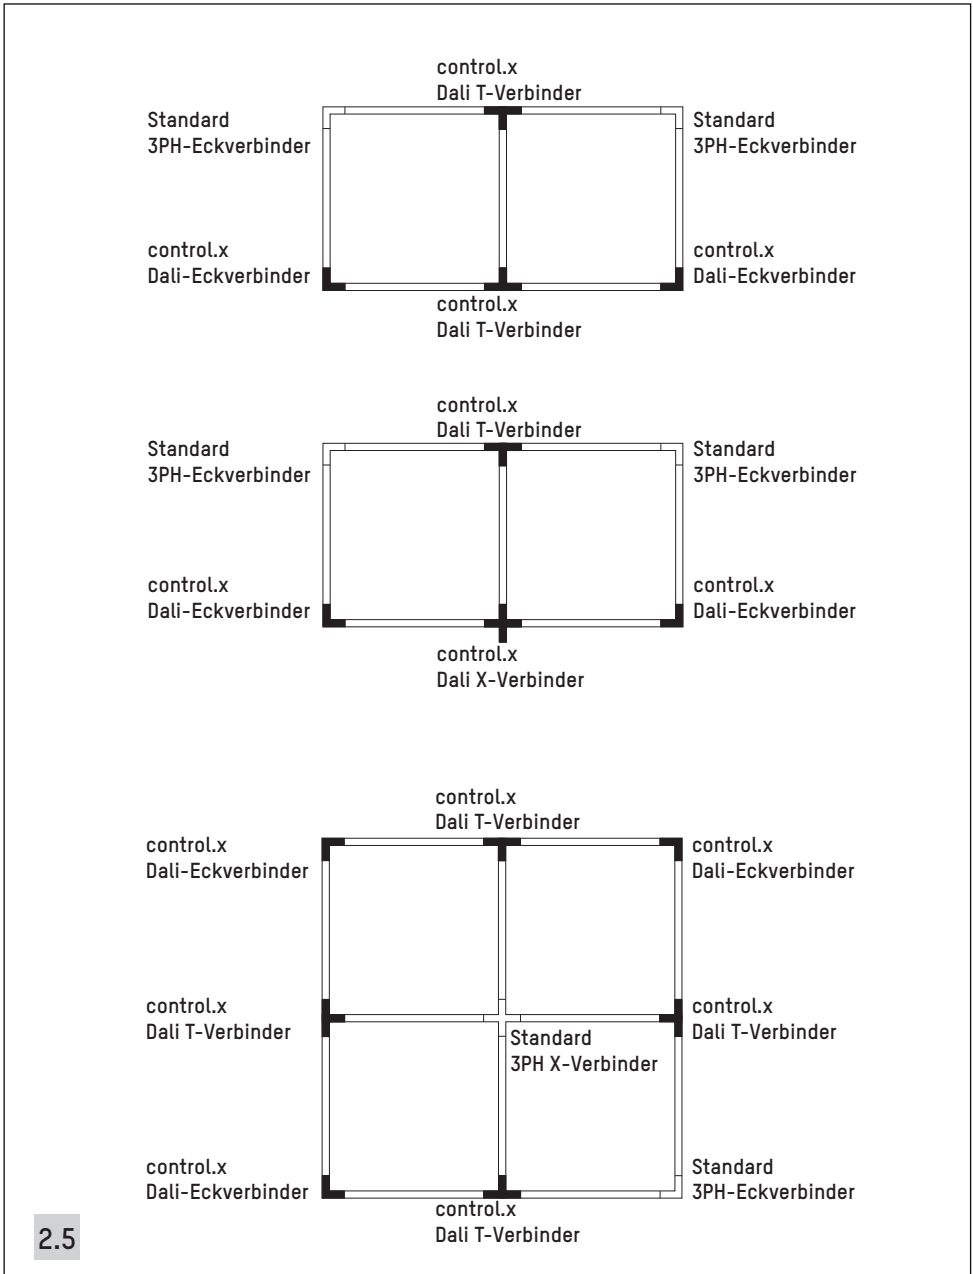 control.x
Dali T-Verbinder
Standard
3PH-Eckverbinder
Standard
3PH-Eckverbinder
control.x
Dali-Eckverbinder
control.x
Dali-Eckverbinder
control.x
Dali T-Verbinder
control.x
Dali T-Verbinder
Standard
3PH-Eckverbinder
Standard
3PH-Eckverbinder
control.x
Dali-Eckverbinder
control.x
Dali-Eckverbinder
control.x
Dali X-Verbinder
control.x
Dali T-Verbinder
control.x
Dali-Eckverbinder
control.x
Dali-Eckverbinder
control.x
Dali T-Verbinder
control.x
Dali T-Verbinder
Standard
3PH X-Verbinder
control.x
Dali-Eckverbinder
Standard
3PH-Eckverbinder
control.x
Dali T-Verbinder
2.5